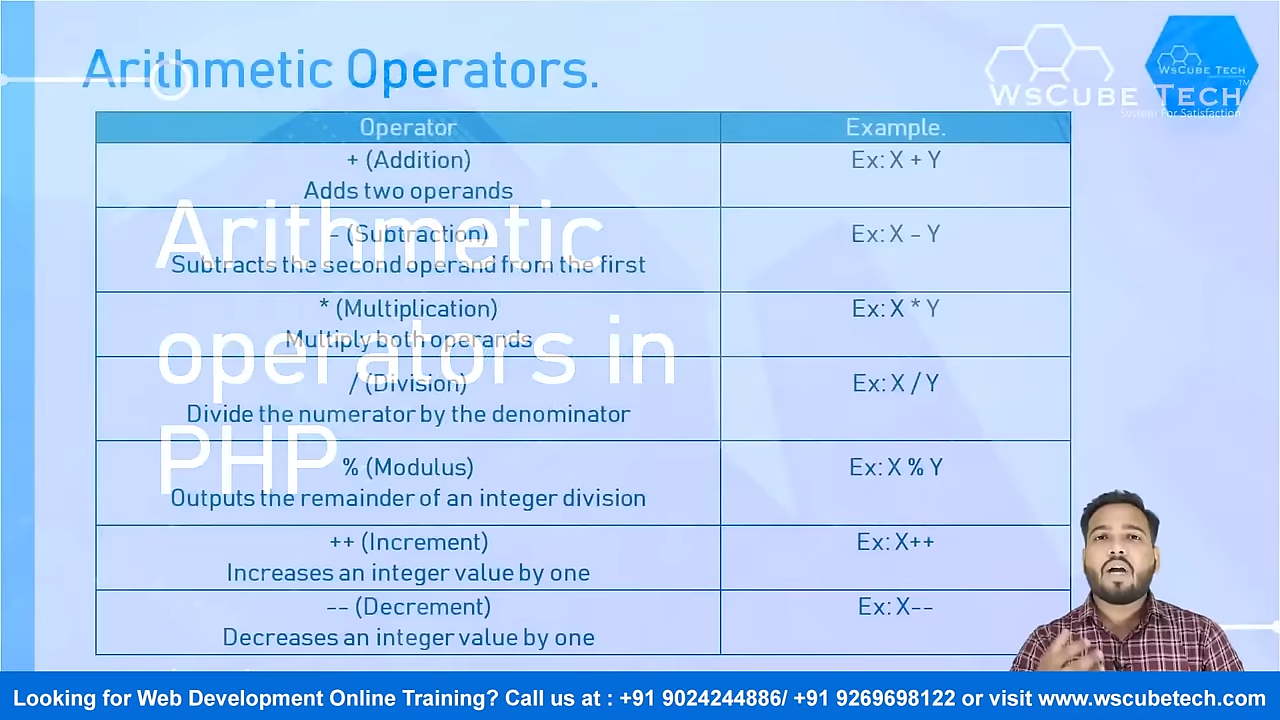 Arithmetic Operators.
WsCube Tech
WsCube Tech
TM
System For Satisfaction
Operator
Example.
+ (Addition)
Adds two operands
Ex: X + Y
- (Subtraction)
Subtracts the second operand from the first
Ex: X – Y
* (Multiplication)
Multiply both operands
Ex: X * Y
/ (Division)
Divide the numerator by the denominator
Ex: X / Y
% (Modulus)
Outputs the remainder of an integer division
Ex: X % Y
++ (Increment)
Increases an integer value by one
Ex: X++
-- (Decrement)
Decreases an integer value by one
Ex: X--
Arithmetic
operators in
PHP
Looking for Web Development Online Training? Call us at : +91 9024244886/ +91 9269698122 or visit www.wscubetech.com